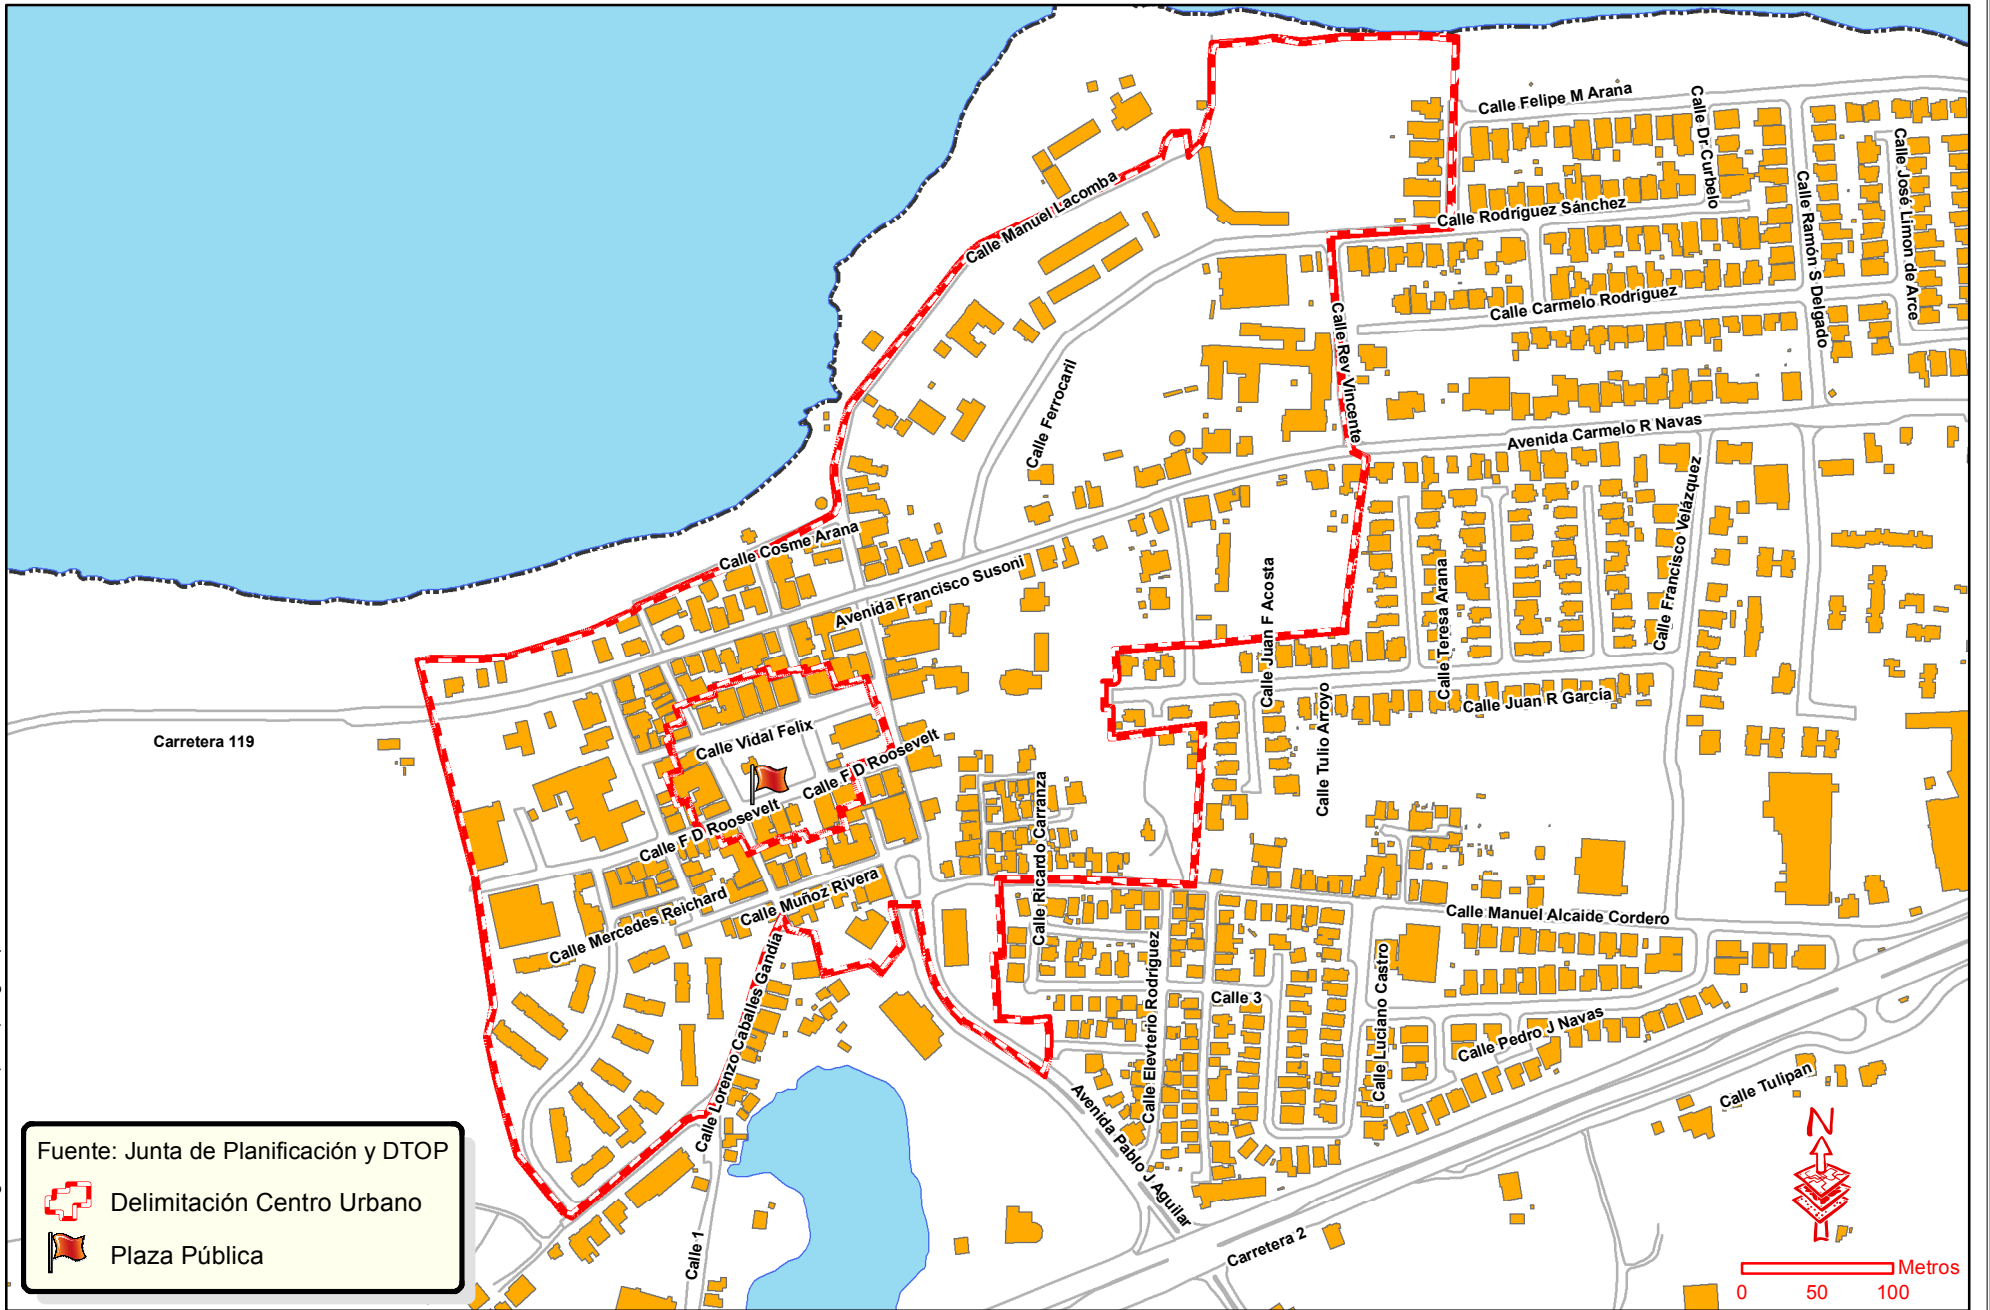 Calle Felipe M Arana
Calle Dr Curbelo
Calle José Limon de Arce
Calle Ramón S Delgado
Calle Manuel Lacomba
Calle Rodríguez Sánchez
Calle Carmelo Rodríguez
Calle Rev Vincente
Calle Ferrocaril
Avenida Carmelo R Navas
Calle Francisco Velázquez
Calle Cosme Arana
Avenida Francisco Susoni
Calle Juan F Acosta
Calle Teresa Arana
Calle Juan R García
Calle Tulio Arroyo
Carretera 119
Calle Vidal Felix
Calle F D Roosevelt
Calle F D Roosevelt
Calle Ricardo Carranza
Calle Muñoz Rivera
Calle Mercedes Reichard
Calle Manuel Alcaide Cordero
Calle Lorenzo Caballes Gandia
Calle Elevterio Rodríguez
Calle 3
Calle Luciano Castro
Calle Pedro J Navas
Calle Tulipan
Avenida Pablo J Aguilar
Carretera 2
Calle 1
Fuente: Junta de Planificación y DTOP
Delimitación Centro Urbano
Plaza Pública
N
Metros
0 50 100